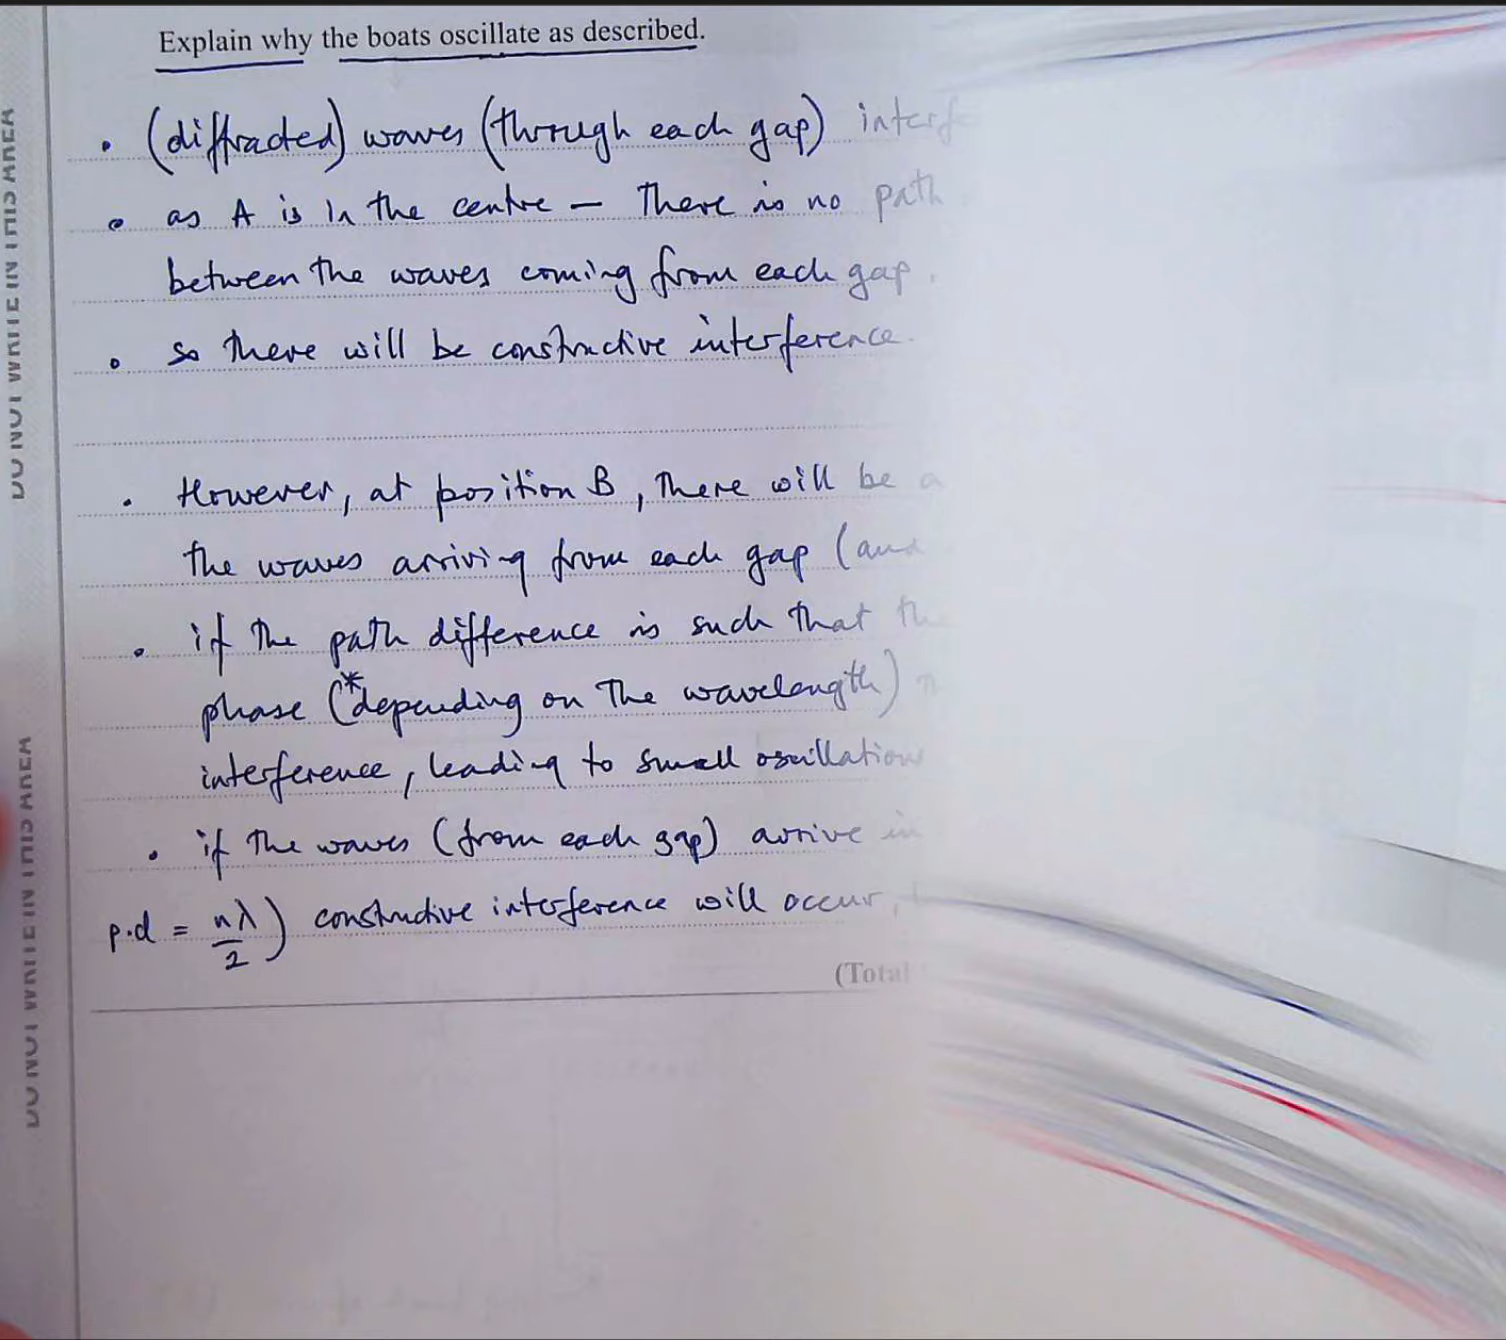 Explain why the boats oscillate as described.
• (diffracted) waves (through each gap)
• as A is in the centre – There is no path
between the waves coming from each gap.
• so there will be constructive interference.
• However, at position B, there will be a
the waves arriving from each gap (and
• if the path difference is such that
phase (*depending on the wavelength)
interference, leading to small oscillations
• if the waves (from each gap) arrive in
p.d = nλ/2) constructive interference will occur,
(Total
DO NOT WRITE IN THIS AREA
DO NOT WRITE IN THIS AREA